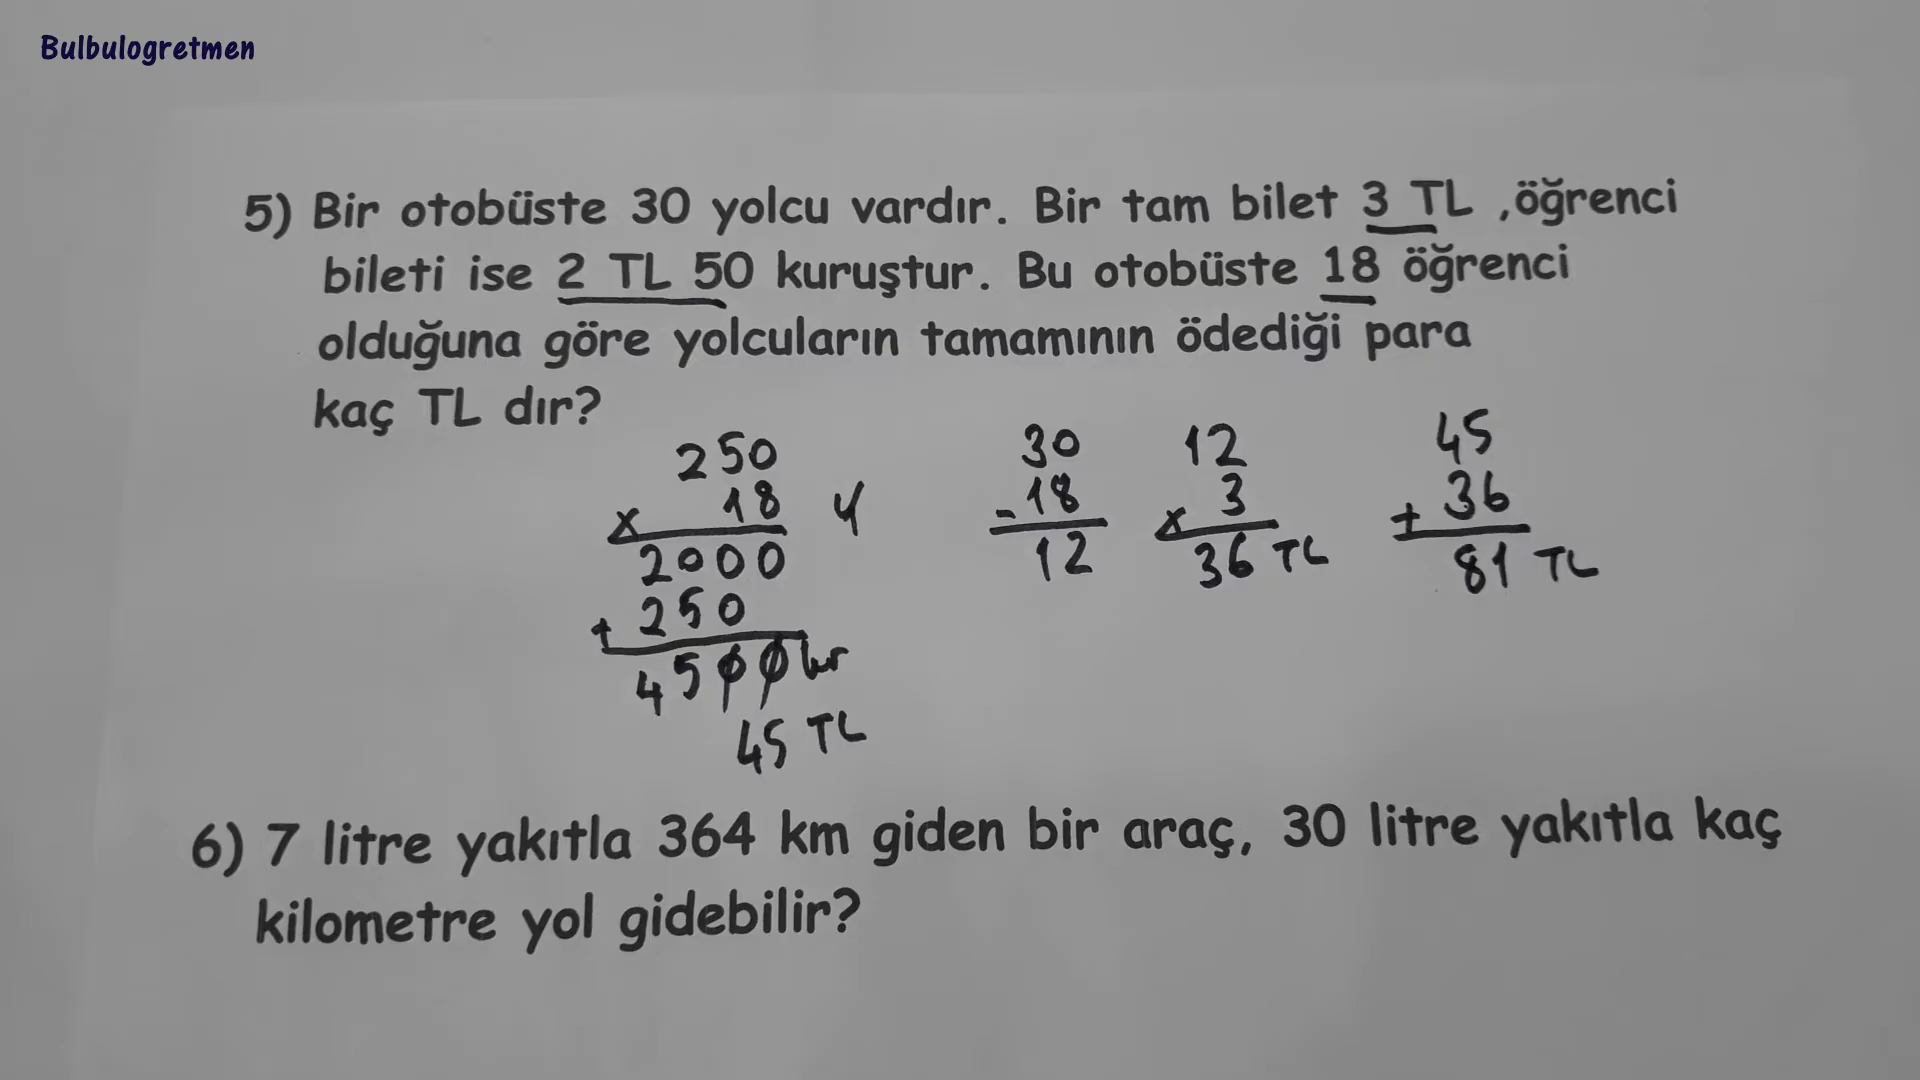 Bulbulogretmen
5) Bir otobüste 30 yolcu vardır. Bir tam bilet 3 TL ,öğrenci
bileti ise 2 TL 50 kuruştur. Bu otobüste 18 öğrenci
olduğuna göre yolcuların tamamının ödediği para
kaç TL dır?
250
x 18 4
2000
+ 250
4500 kr
45 TL
30
- 18
12
12
x 3
36 TL
45
+ 36
81 TL
6) 7 litre yakıtla 364 km giden bir araç, 30 litre yakıtla kaç
kilometre yol gidebilir?